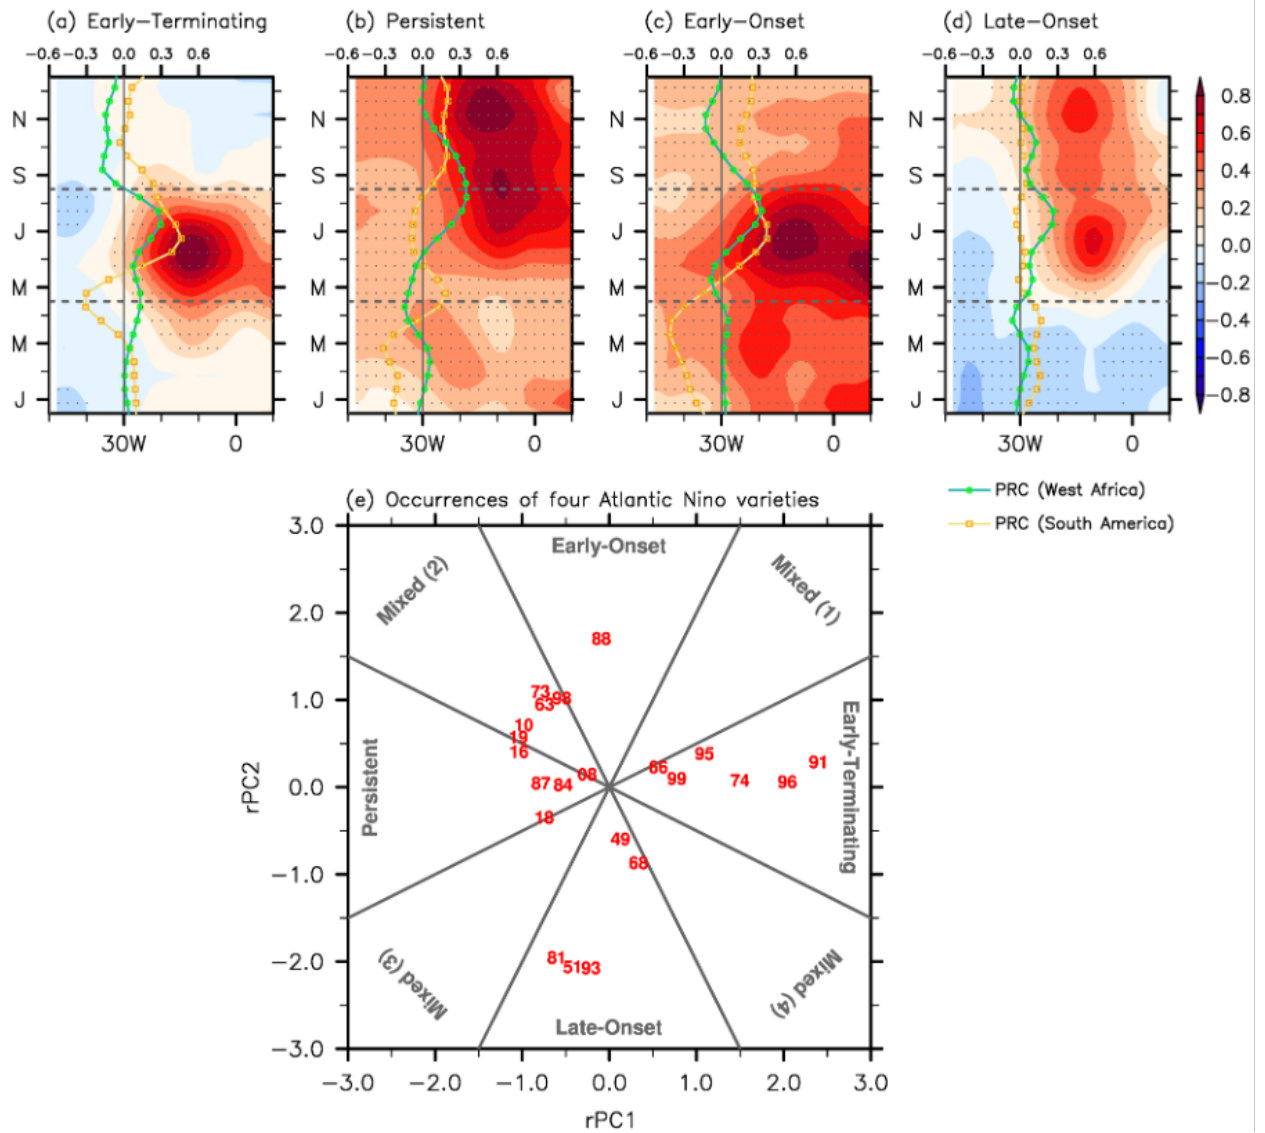 (a) Early-Terminating
(b) Persistent
(c) Early-Onset
(d) Late-Onset
-0.6 -0.3 0.0 0.3 0.6
-0.6 -0.3 0.0 0.3 0.6
-0.6 -0.3 0.0 0.3 0.6
-0.6 -0.3 0.0 0.3 0.6
N
S
J
M
M
J
30W 0
N
S
J
M
M
J
30W 0
N
S
J
M
M
J
30W 0
N
S
J
M
M
J
30W 0
0.8
0.6
0.4
0.2
0.0
-0.2
-0.4
-0.6
-0.8
PRC (West Africa)
PRC (South America)
(e) Occurrences of four Atlantic Nino varieties
3.0
2.0
1.0
0.0
-1.0
-2.0
-3.0
rPC2
Early-Onset
Mixed (2)
Mixed (1)
Persistent
Early-Terminating
Mixed (3)
Mixed (4)
Late-Onset
88
73
98
63
10
19
16
08
87
84
18
66
95
99
74
96
91
49
68
81
51
93
-3.0 -2.0 -1.0 0.0 1.0 2.0 3.0
rPC1